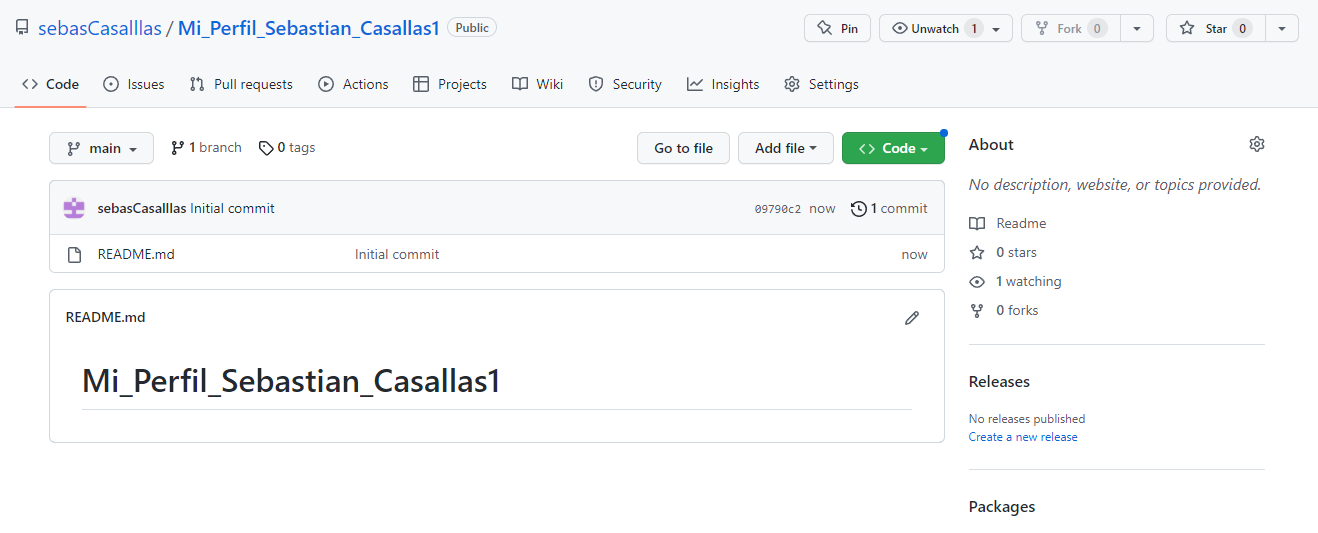 sebasCasalllas / Mi_Perfil_Sebastian_Casallas1 Public Pin Unwatch 1 Fork 0 Star 0
Code Issues Pull requests Actions Projects Wiki Security Insights Settings
main 1 branch 0 tags Go to file Add file Code
sebasCasalllas Initial commit 09790c2 now 1 commit
README.md Initial commit now
README.md
Mi_Perfil_Sebastian_Casallas1
About
No description, website, or topics provided.
Readme
0 stars
1 watching
0 forks
Releases
No releases published
Create a new release
Packages